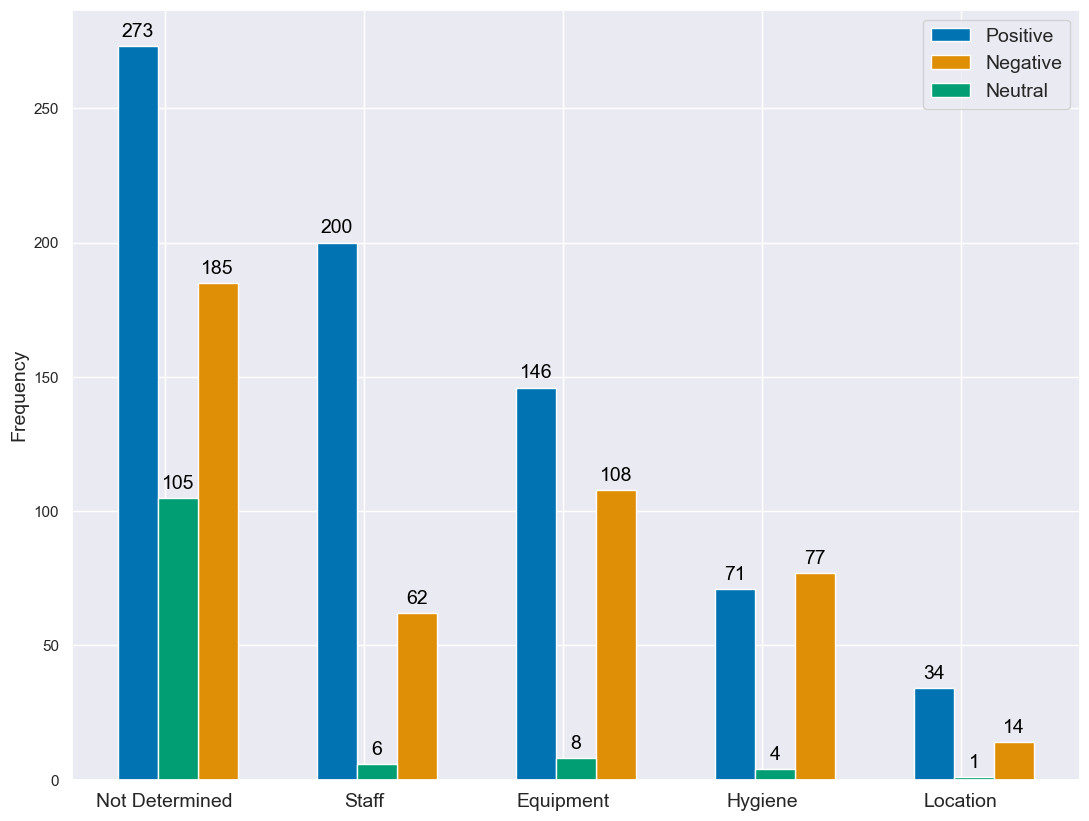 273
Positive
Negative
Neutral
250
200
200
185
150
146
Frequency
105
108
100
77
71
62
50
34
14
6
8
4
1
0
Not Determined
Staff
Equipment
Hygiene
Location